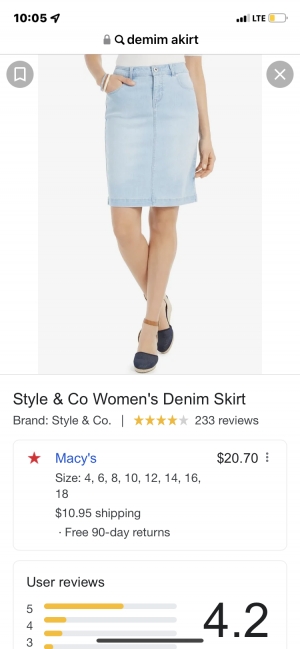 10:05
LTE
demim akirt
Style & Co Women's Denim Skirt
Brand: Style & Co. | 233 reviews
Macy's $20.70
Size: 4, 6, 8, 10, 12, 14, 16,
18
$10.95 shipping
· Free 90-day returns
User reviews
5
4
3
4.2